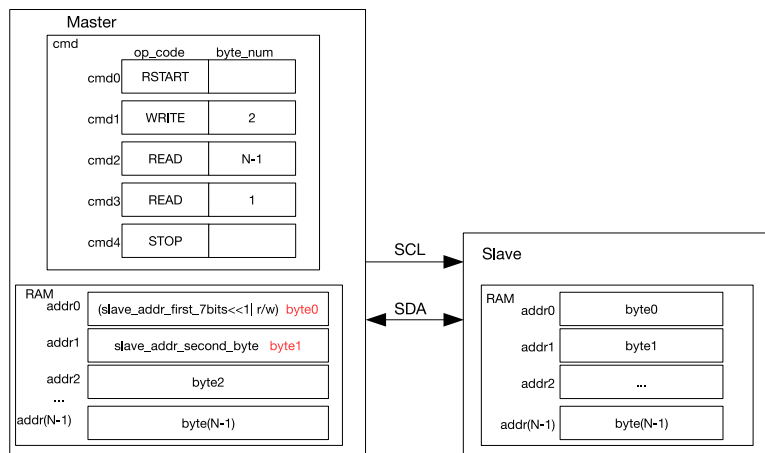 Master
cmd
op_code byte_num
cmd0 RSTART
cmd1 WRITE 2
cmd2 READ N-1
cmd3 READ 1
cmd4 STOP
RAM
addr0 (slave_addr_first_7bits<<1| r/w) byte0
addr1 slave_addr_second_byte byte1
addr2 byte2
...
addr(N-1) byte(N-1)
SCL
SDA
Slave
RAM
addr0 byte0
addr1 byte1
addr2 ...
addr(N-1) byte(N-1)